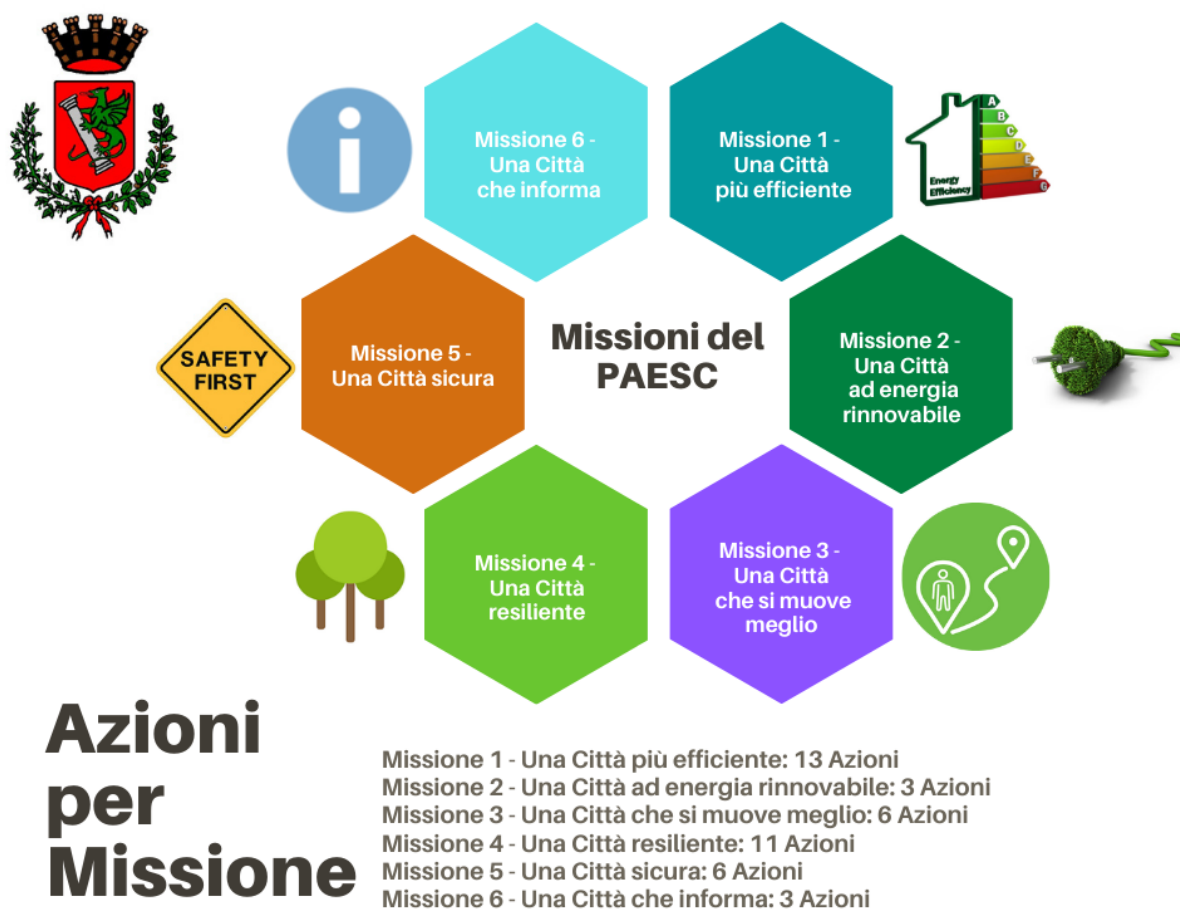 Missione 6 -
Una Città
che informa
Missione 1 -
Una Città
più efficiente
A
B
C
D
E
F
G
Energy
Efficiency
SAFETY
FIRST
Missione 5 -
Una Città sicura
Missioni del
PAESC
Missione 2 -
Una Città
ad energia
rinnovabile
Missione 4 -
Una Città
resiliente
Missione 3 -
Una Città
che si muove
meglio
Azioni
per
Missione
Missione 1 - Una Città più efficiente: 13 Azioni
Missione 2 - Una Città ad energia rinnovabile: 3 Azioni
Missione 3 - Una Città che si muove meglio: 6 Azioni
Missione 4 - Una Città resiliente: 11 Azioni
Missione 5 - Una Città sicura: 6 Azioni
Missione 6 - Una Città che informa: 3 Azioni